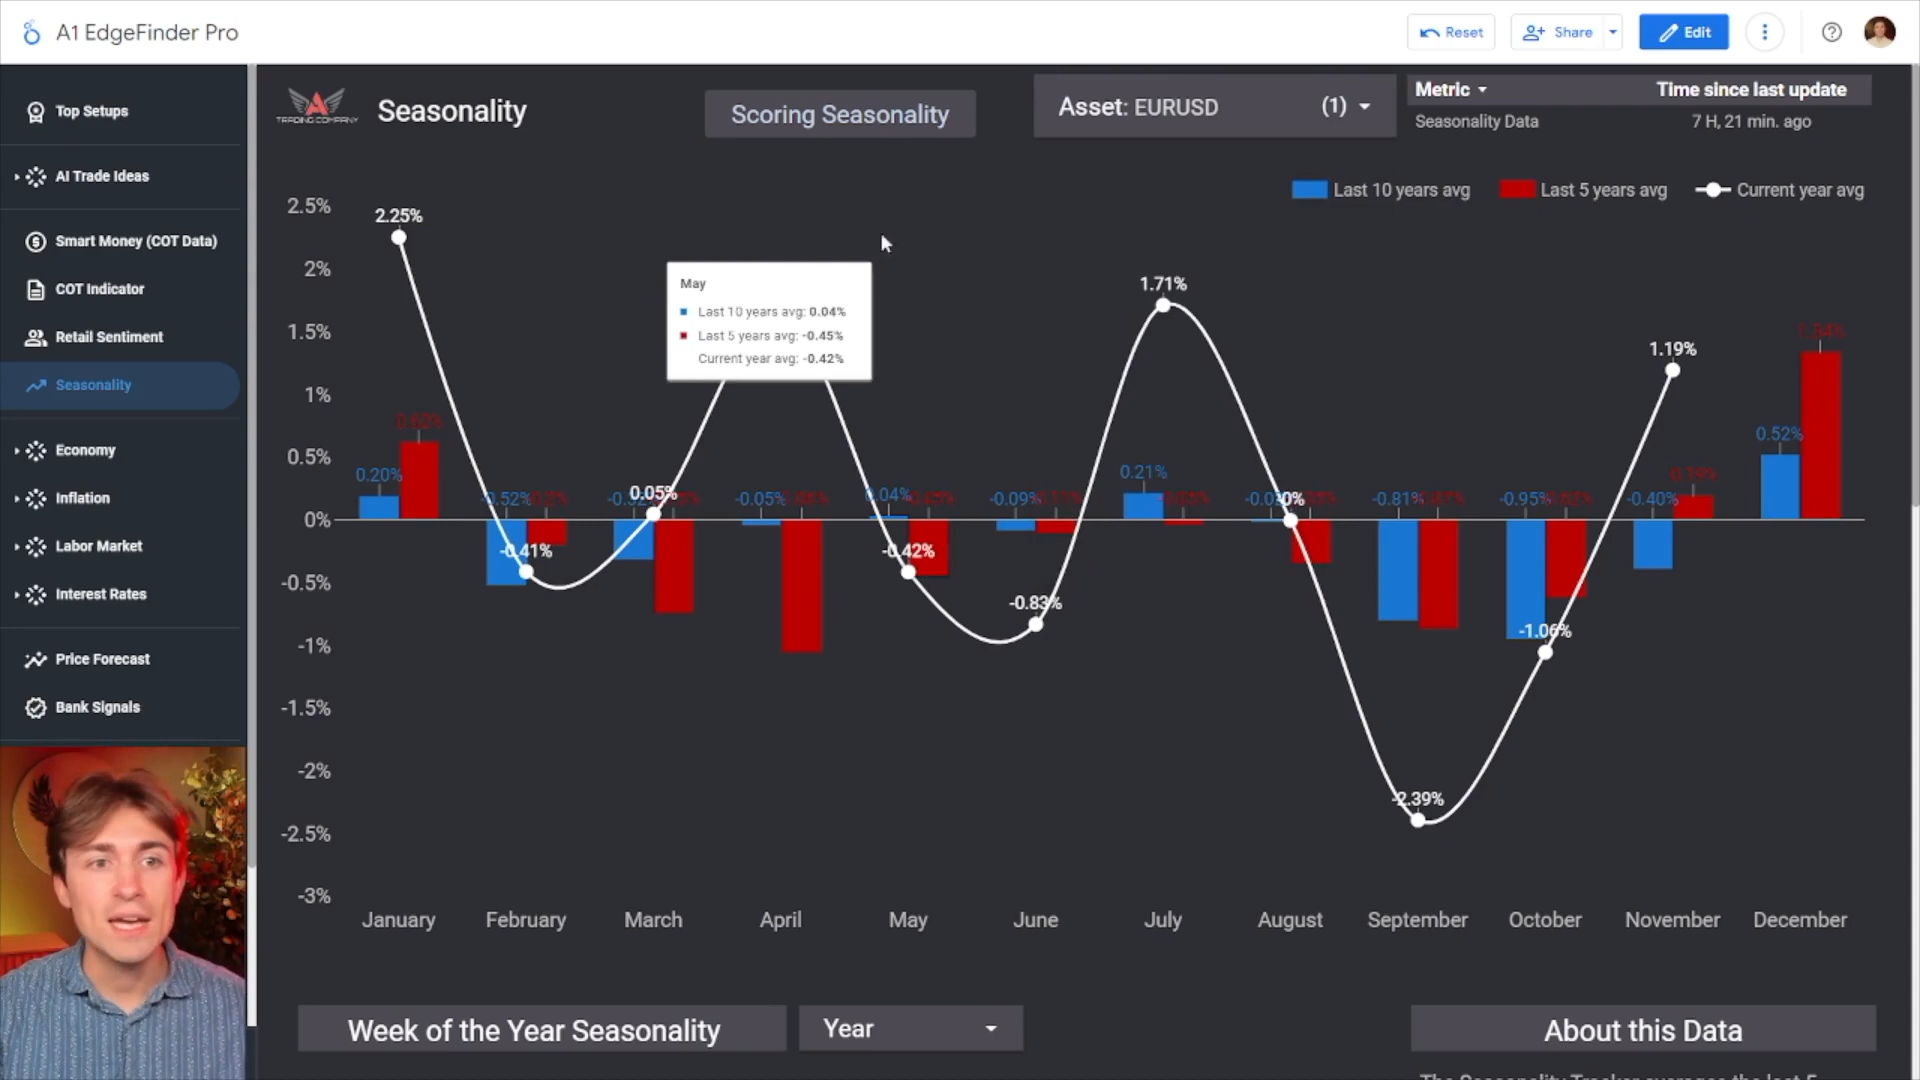 A1 EdgeFinder Pro
Reset
Share
Edit
Top Setups
AI Trade Ideas
Smart Money (COT Data)
COT Indicator
Retail Sentiment
Seasonality
Economy
Inflation
Labor Market
Interest Rates
Price Forecast
Bank Signals
A
TRADING COMPANY
Seasonality
Scoring Seasonality
Asset: EURUSD (1)
Metric Time since last update
Seasonality Data 7 H, 21 min. ago
Last 10 years avg Last 5 years avg Current year avg
2.5%
2%
1.5%
1%
0.5%
0%
-0.5%
-1%
-1.5%
-2%
-2.5%
-3%
2.25%
1.71%
1.19%
May
Last 10 years avg: 0.04%
Last 5 years avg: -0.45%
Current year avg: -0.42%
0.62%
0.20%
0.21%
0.52%
-0.52%
0.05%
-0.05%
0.04%
-0.09%
0%
-0.81%
-0.95%
-0.40%
0.19%
-0.41%
-0.42%
-0.83%
-1.06%
-2.39%
January February March April May June July August September October November December
Week of the Year Seasonality
Year
About this Data